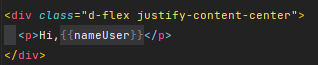 <div class="d-flex justify-content-center">
<p>Hi,{{nameUser}}</p>
</div>